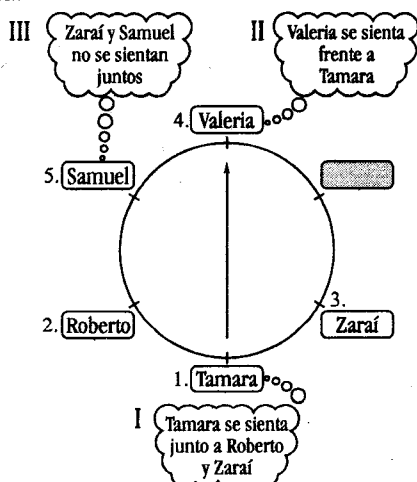 III
Zaraí y Samuel
no se sientan
juntos
II
Valeria se sienta
frente a
Tamara
4. Valeria
5. Samuel
3.
Zaraí
2. Roberto
1. Tamara
I
Tamara se sienta
junto a Roberto
y Zaraí